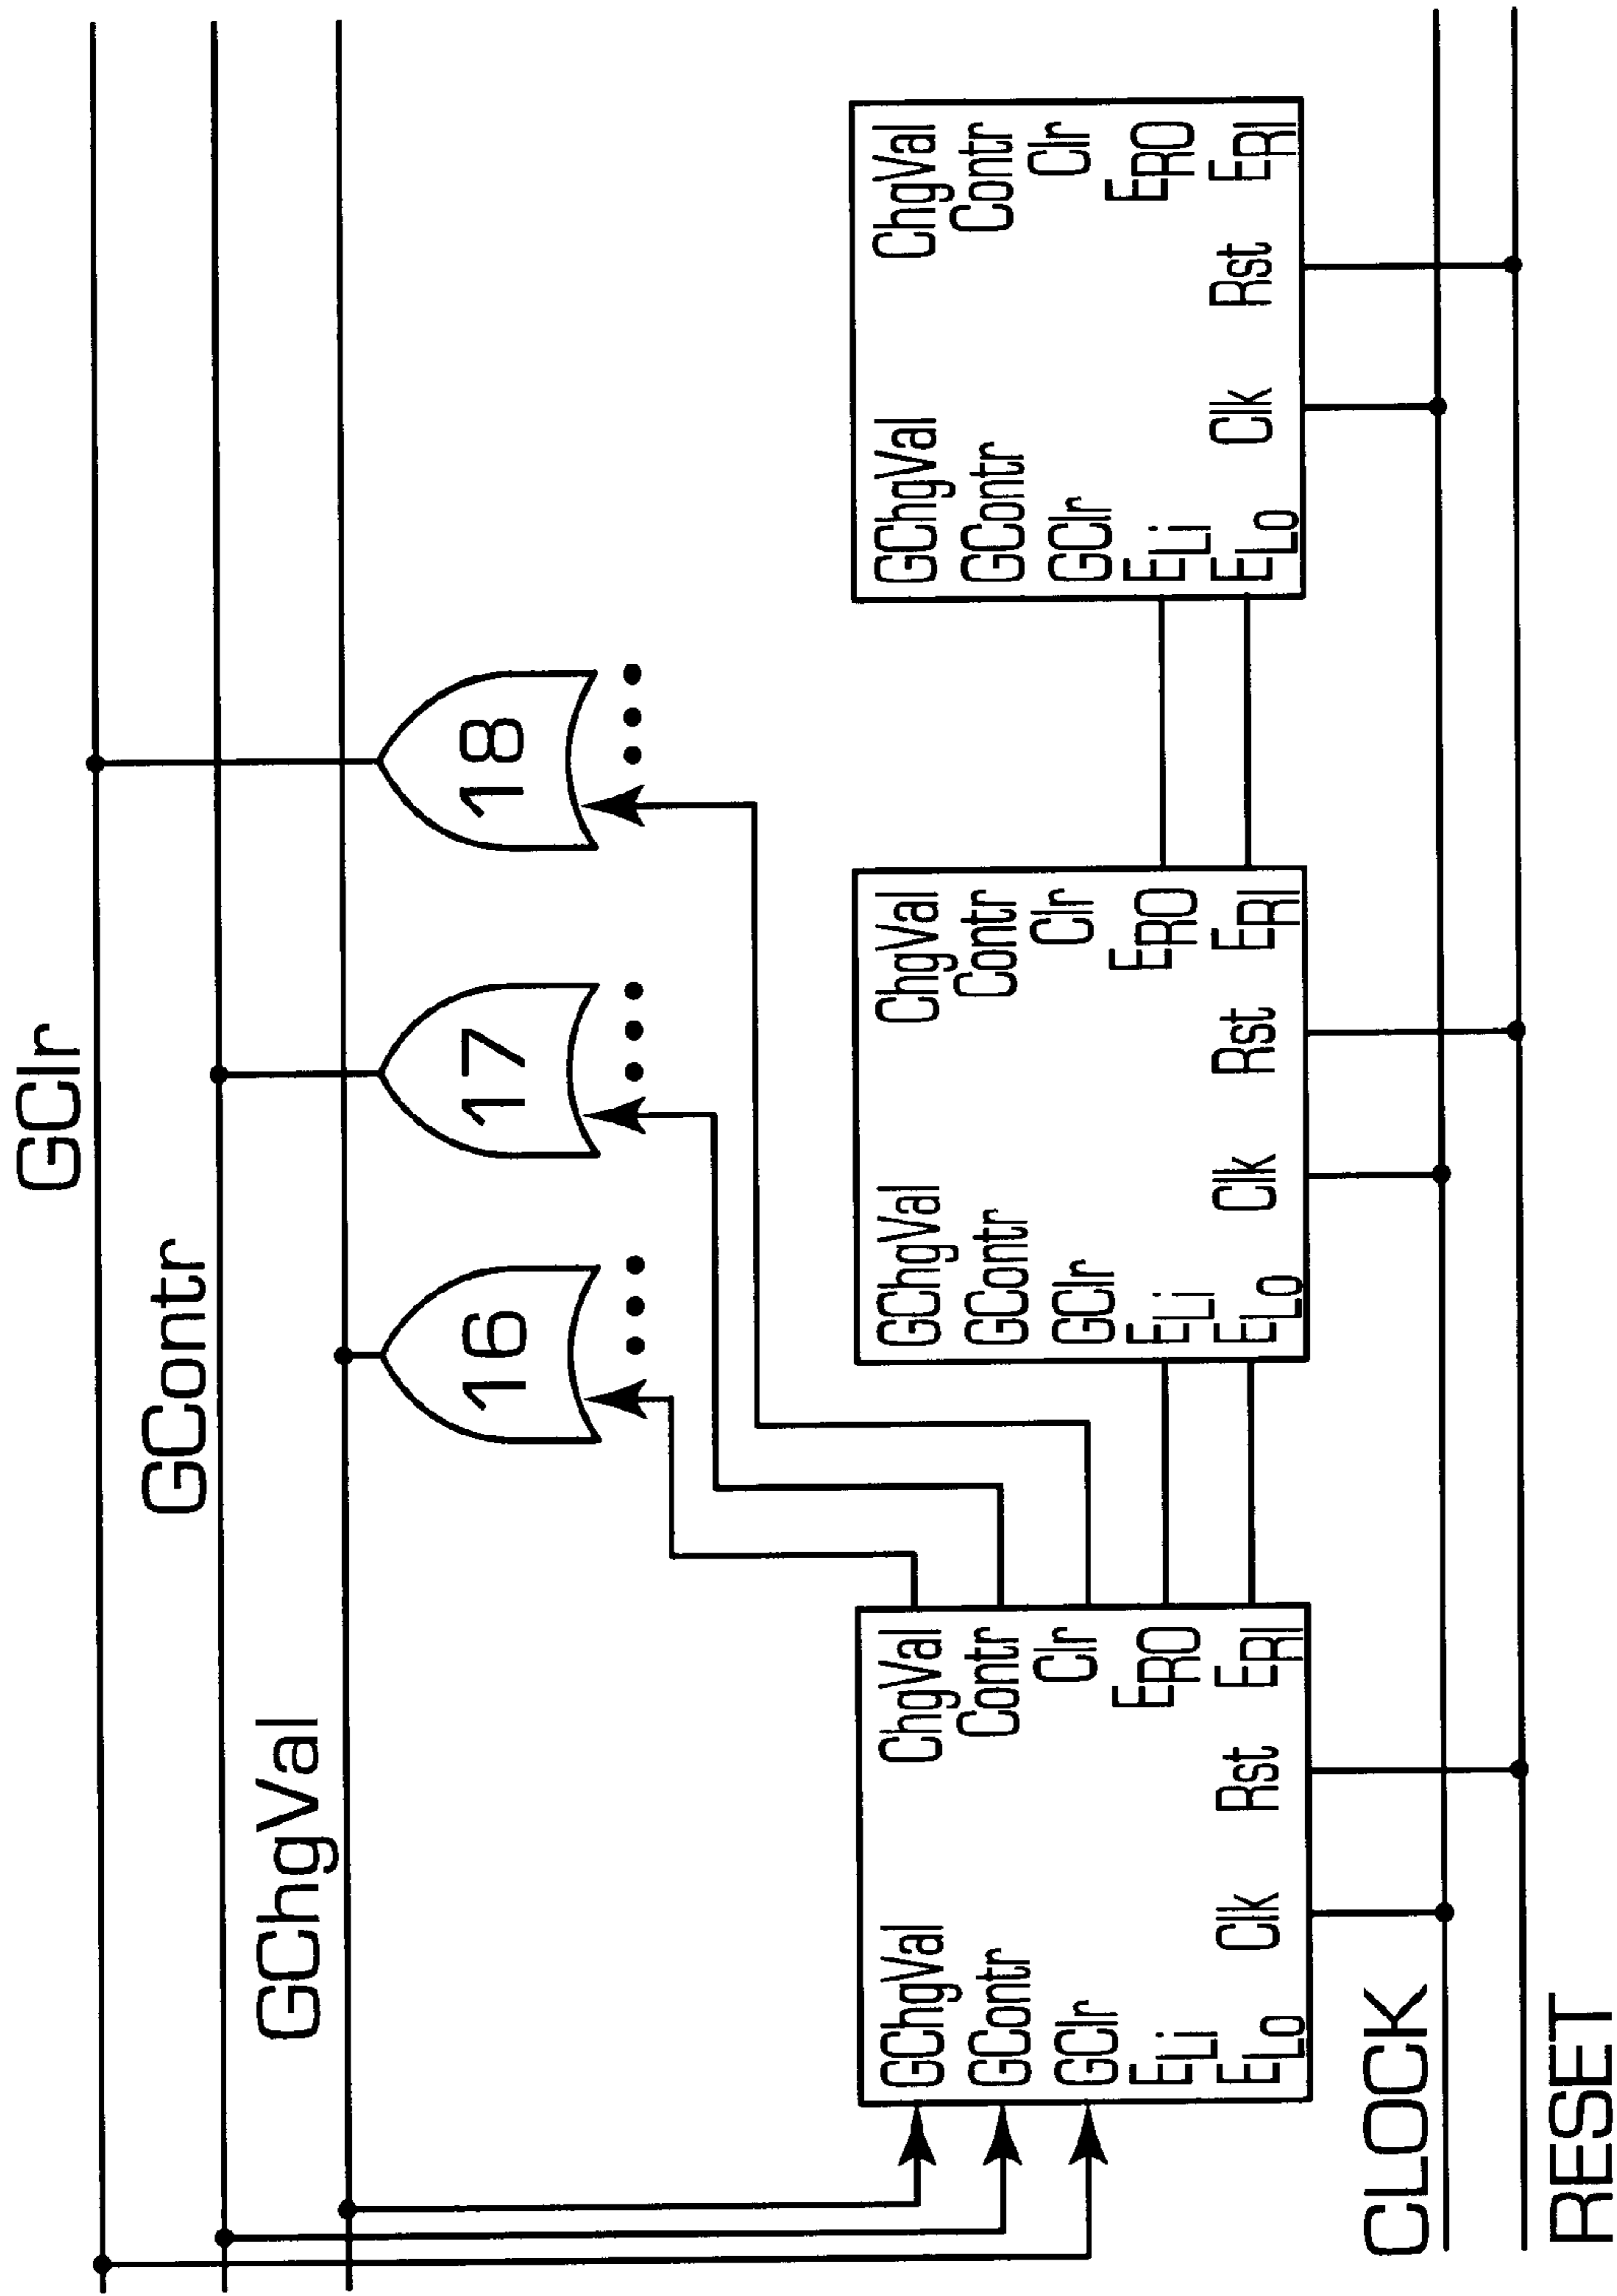 GClr
GContr
GChgVal
16
17
18
GChgVal ChgVal
GContr Contr
GClr Clr
ELi ERO
ELo Clk Rst ERI
GChgVal ChgVal
GContr Contr
GClr Clr
ELi ERO
ELo Clk Rst ERI
GChgVal ChgVal
GContr Contr
GClr Clr
ELi ERO
ELo Clk Rst ERI
CLOCK
RESET